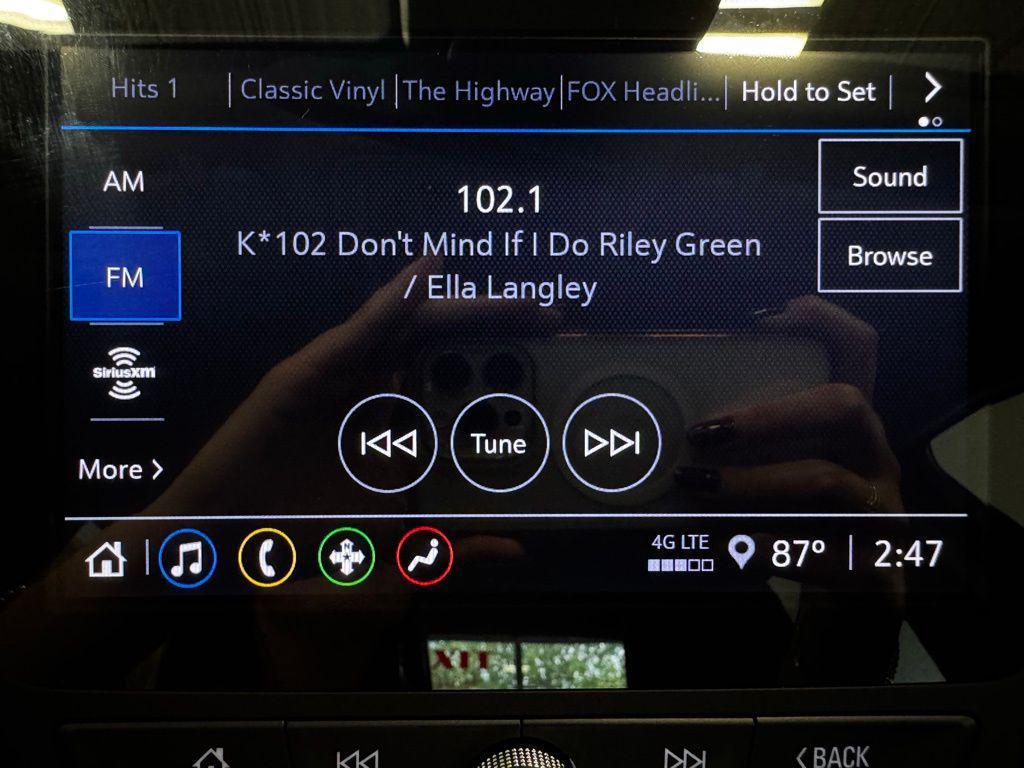 Hits 1 | Classic Vinyl | The Highway | FOX Headli... | Hold to Set |
AM
102.1
Sound
K*102 Don't Mind If I Do Riley Green
/ Ella Langley
Browse
FM
SiriusXM
Tune
More
4G LTE
87° | 2:47
XIT
BACK